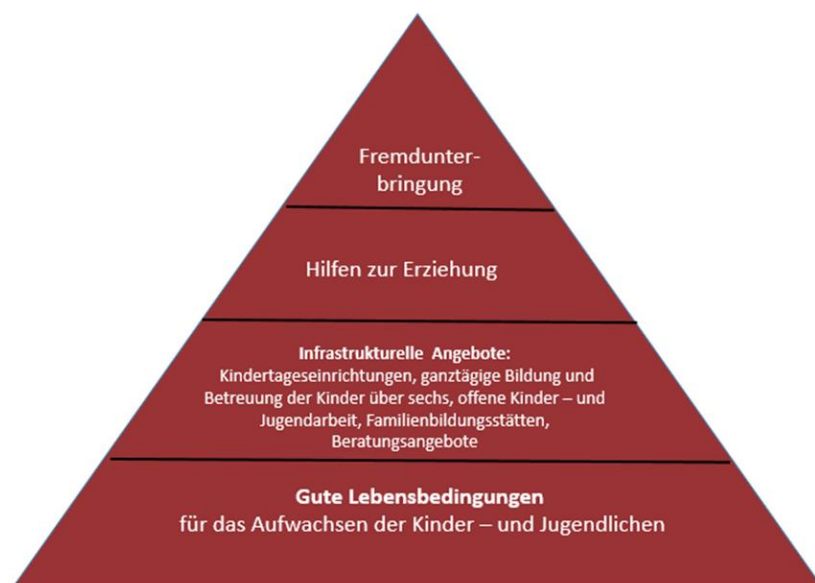 Fremdunter-
bringung
Hilfen zur Erziehung
Infrastrukturelle Angebote:
Kindertageseinrichtungen, ganztägige Bildung und
Betreuung der Kinder über sechs, offene Kinder – und
Jugendarbeit, Familienbildungsstätten,
Beratungsangebote
Gute Lebensbedingungen
für das Aufwachsen der Kinder – und Jugendlichen